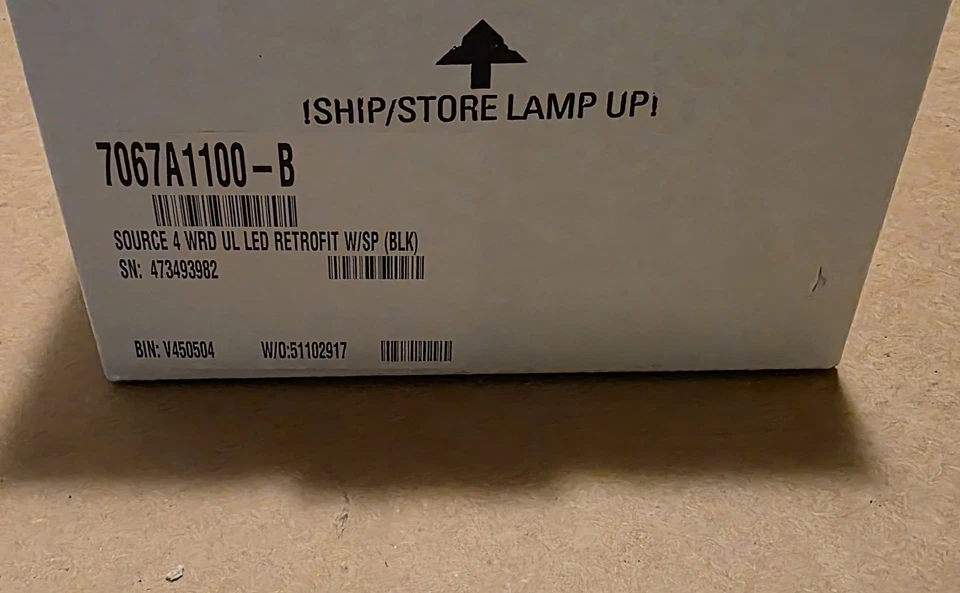 !SHIP/STORE LAMP UP!
7067A1100-B
SOURCE 4 WRD UL LED RETROFIT W/SP (BLK)
SN: 473493982
BIN: V450504 W/O:51102917